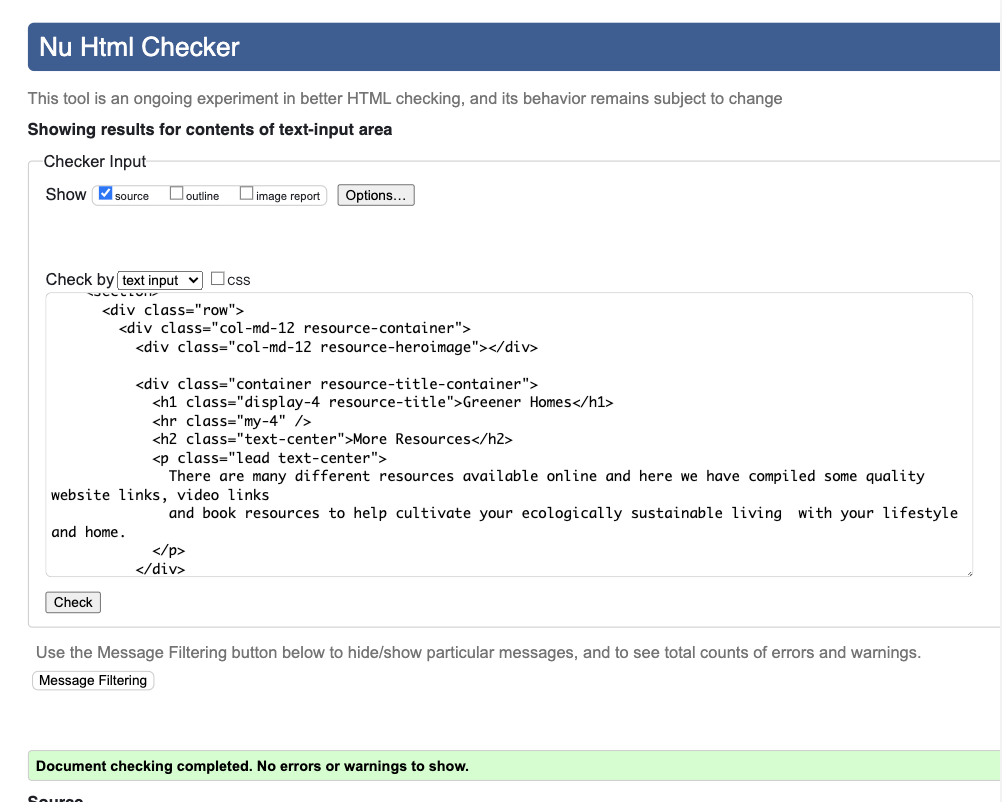 Nu Html Checker
This tool is an ongoing experiment in better HTML checking, and its behavior remains subject to change
Showing results for contents of text-input area
Checker Input
Show source outline image report Options...
Check by text input CSS
<section>
<div class="row">
<div class="col-md-12 resource-container">
<div class="col-md-12 resource-heroimage"></div>
<div class="container resource-title-container">
<h1 class="display-4 resource-title">Greener Homes</h1>
<hr class="my-4" />
<h2 class="text-center">More Resources</h2>
<p class="lead text-center">
There are many different resources available online and here we have compiled some quality
website links, video links
and book resources to help cultivate your ecologically sustainable living  with your lifestyle
and home.
</p>
</div>
Check
Use the Message Filtering button below to hide/show particular messages, and to see total counts of errors and warnings.
Message Filtering
Document checking completed. No errors or warnings to show.
Source